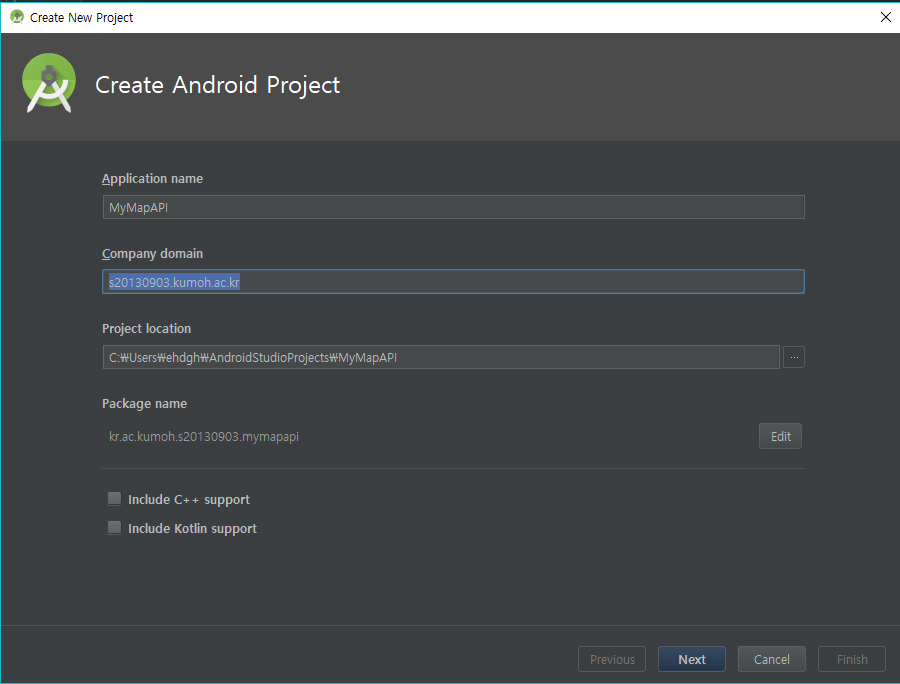 Create New Project
Create Android Project
Application name
MyMapAPI
Company domain
s20130903.kumoh.ac.kr
Project location
C:₩Users₩ehdgh₩AndroidStudioProjects₩MyMapAPI
...
Package name
kr.ac.kumoh.s20130903.mymapapi
Edit
Include C++ support
Include Kotlin support
Previous
Next
Cancel
Finish